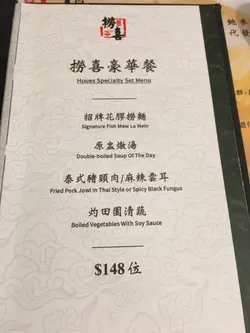 撈喜
撈喜豪華餐
Houes Specialty Set Menu
招牌花膠撈麵
Signature Fish Maw Lo Mein
原盅燉湯
Double-boiled Soup Of The Day
泰式豬頸肉/麻辣雲耳
Fried Pork Jowl In Thai Style or Spicy Black Fungus
灼田園清蔬
Boiled Vegetables With Soy Sauce
$148 位